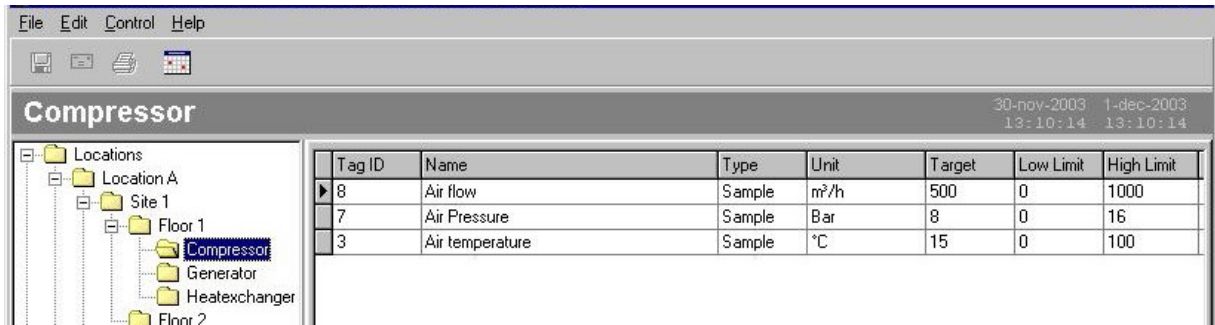 File Edit Control Help
Compressor
30-nov-2003 1-dec-2003
13:10:14 13:10:14
Locations
Location A
Site 1
Floor 1
Compressor
Generator
Heatexchanger
Floor 2
Tag ID Name Type Unit Target Low Limit High Limit
8 Air flow Sample m³/h 500 0 1000
7 Air Pressure Sample Bar 8 0 16
3 Air temperature Sample °C 15 0 100